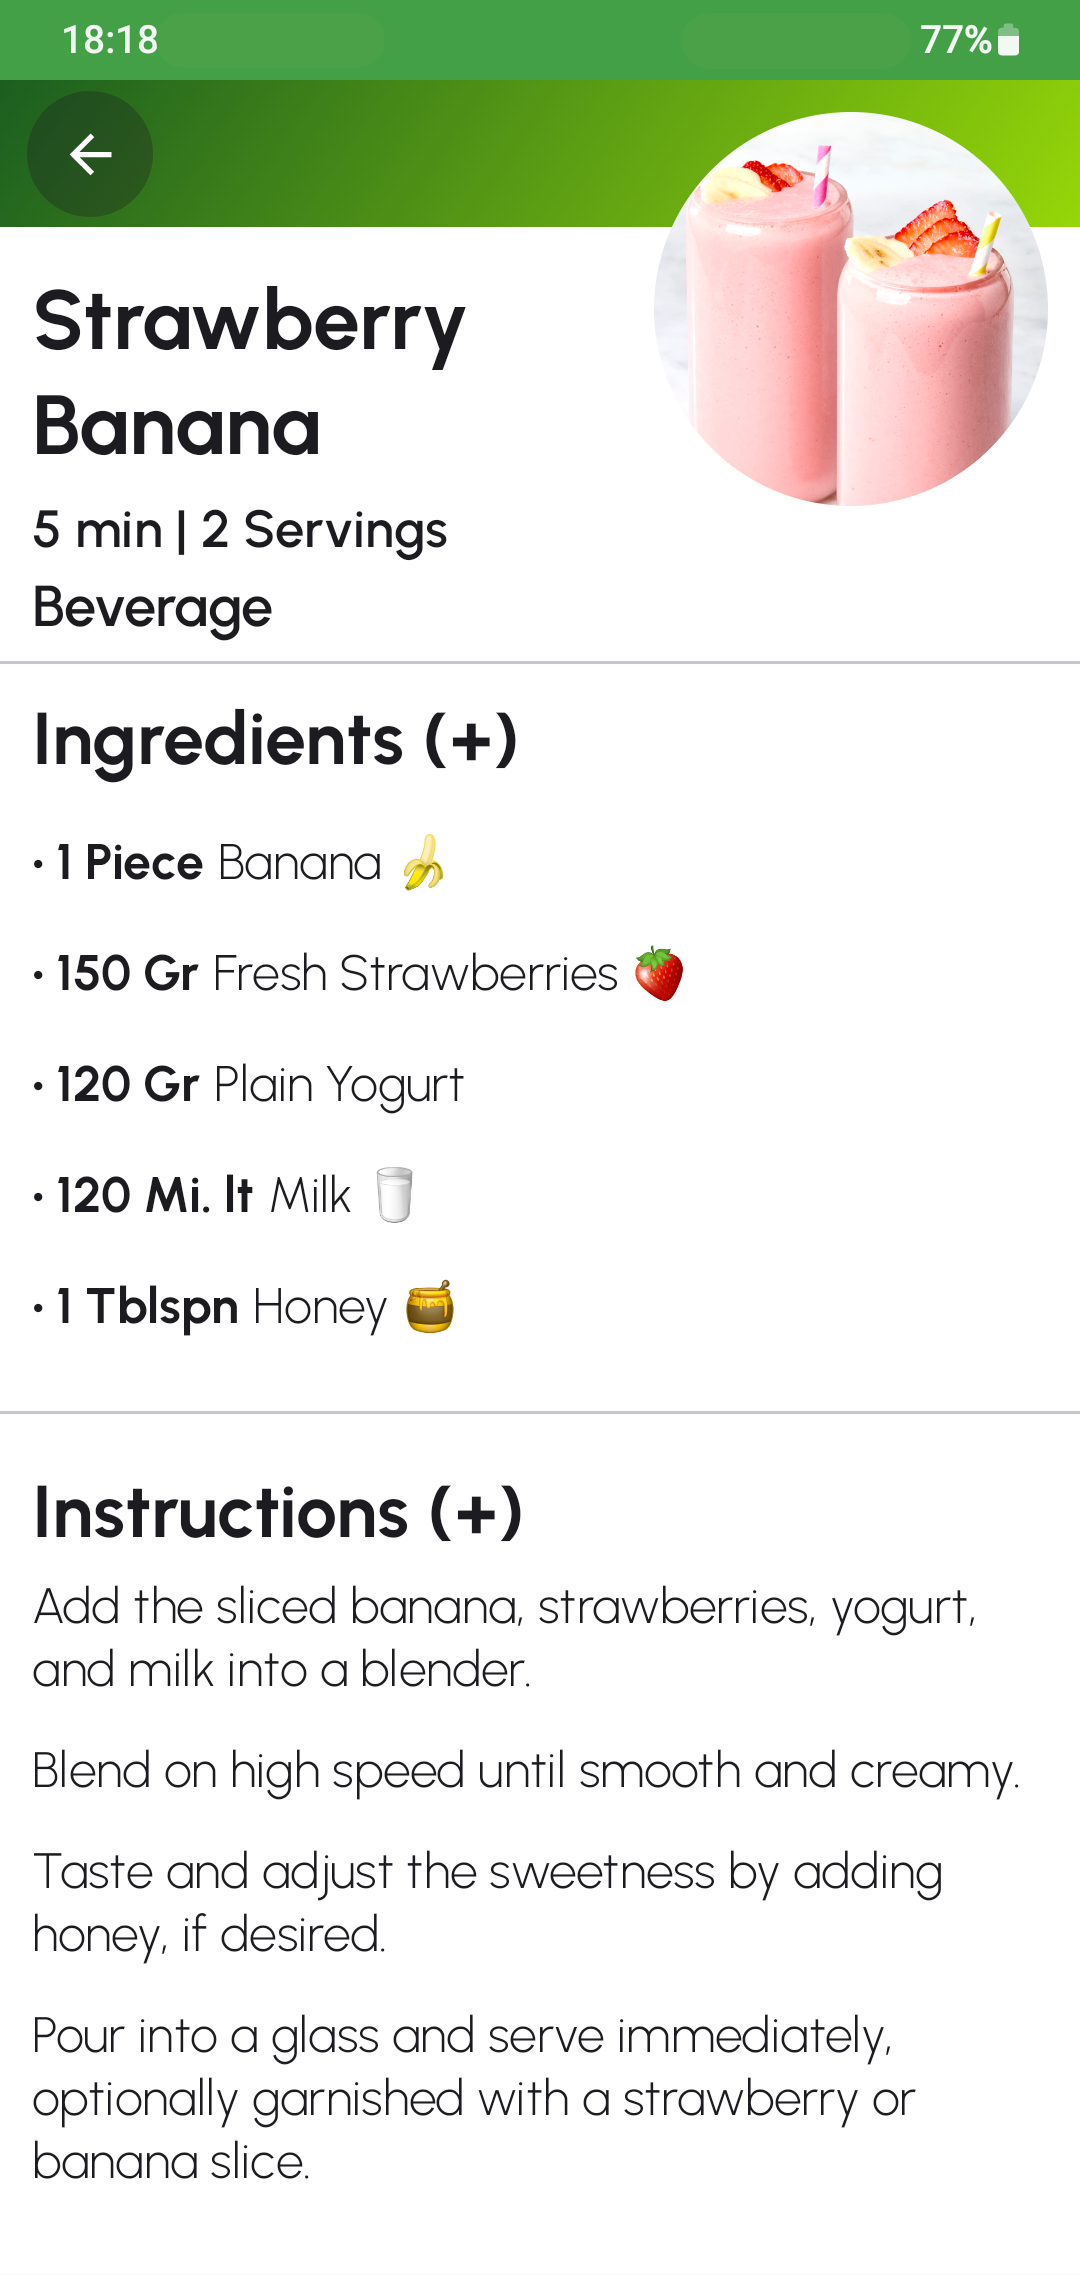 18:18 77%
Strawberry
Banana
5 min | 2 Servings
Beverage
Ingredients (+)
• 1 Piece Banana 🍌
• 150 Gr Fresh Strawberries 🍓
• 120 Gr Plain Yogurt
• 120 Mi. lt Milk 🥛
• 1 Tblspn Honey 🍯
Instructions (+)
Add the sliced banana, strawberries, yogurt,
and milk into a blender.
Blend on high speed until smooth and creamy.
Taste and adjust the sweetness by adding
honey, if desired.
Pour into a glass and serve immediately,
optionally garnished with a strawberry or
banana slice.